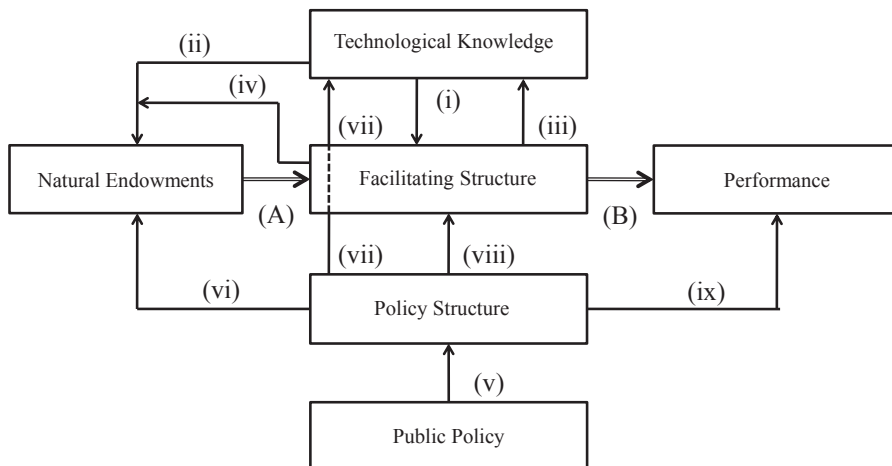 Technological Knowledge
(ii)
(iv)
(vii)
(i)
(iii)
Natural Endowments
Facilitating Structure
Performance
(A)
(B)
(vii)
(viii)
(vi)
(ix)
Policy Structure
(v)
Public Policy